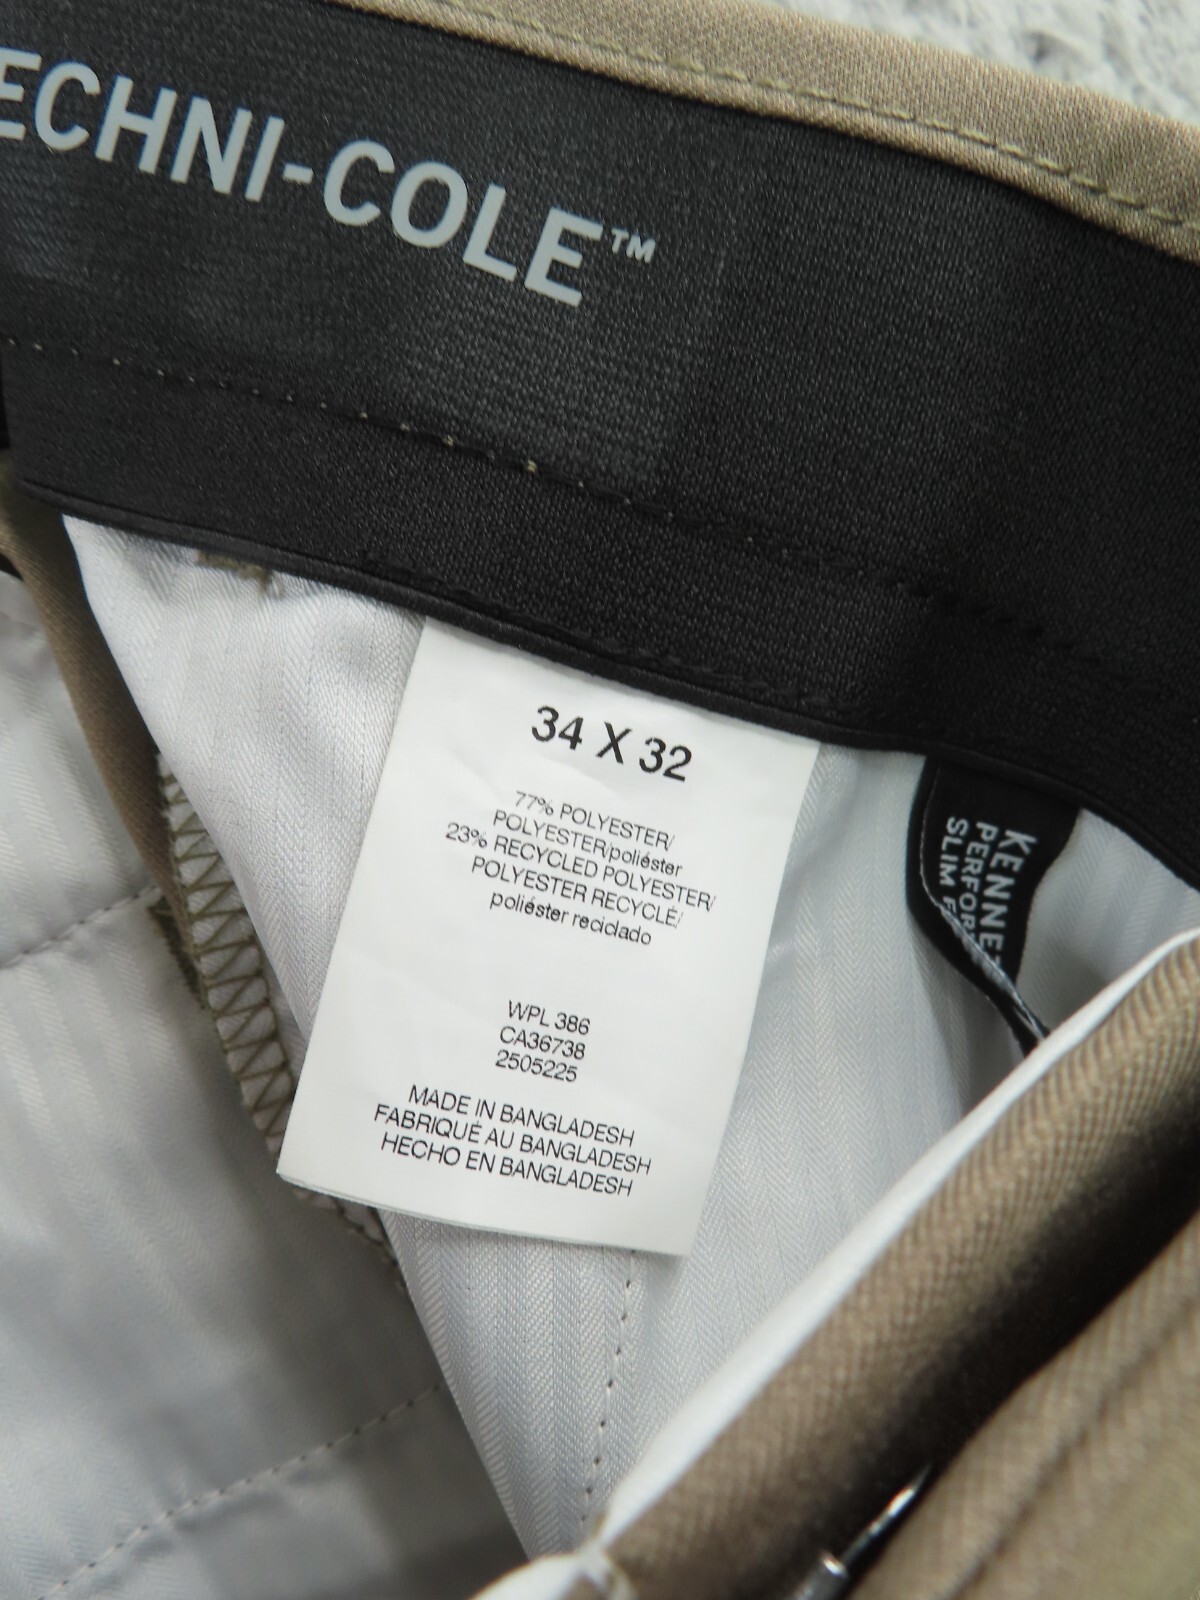 ECHNI-COLE™
34 X 32
77% POLYESTER/
POLYESTER/poliéster
23% RECYCLED POLYESTER/
POLYESTER RECYCLÉ/
poliéster reciclado
WPL 386
CA36738
2505225
MADE IN BANGLADESH
FABRIQUÉ AU BANGLADESH
HECHO EN BANGLADESH
KENNE
PERFOR
SLIM F